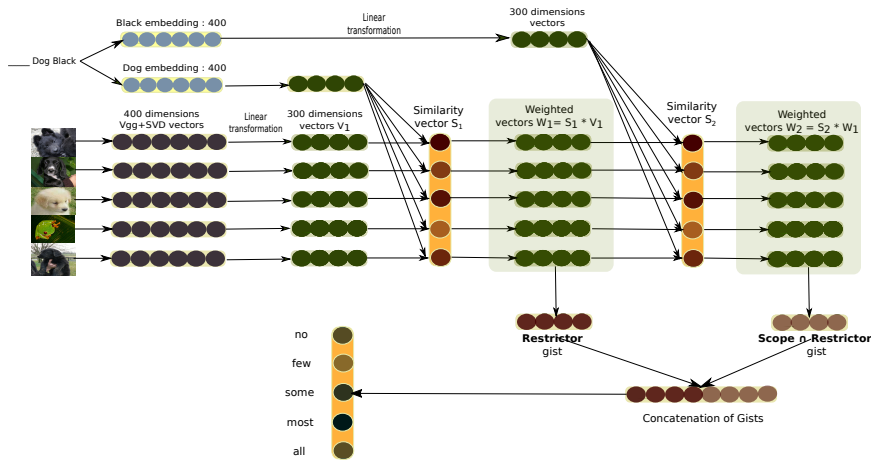 Black embedding : 400
Linear
transformation
300 dimensions
vectors
___ Dog Black
Dog embedding : 400
400 dimensions
Vgg+SVD vectors
Linear
transformation
300 dimensions
vectors V1
Similarity
vector S1
Weighted
vectors W1= S1 * V1
Similarity
vector S2
Weighted
vectors W2 = S2 * W1
no
few
some
most
all
Restrictor
gist
Scope ∩ Restrictor
gist
Concatenation of Gists